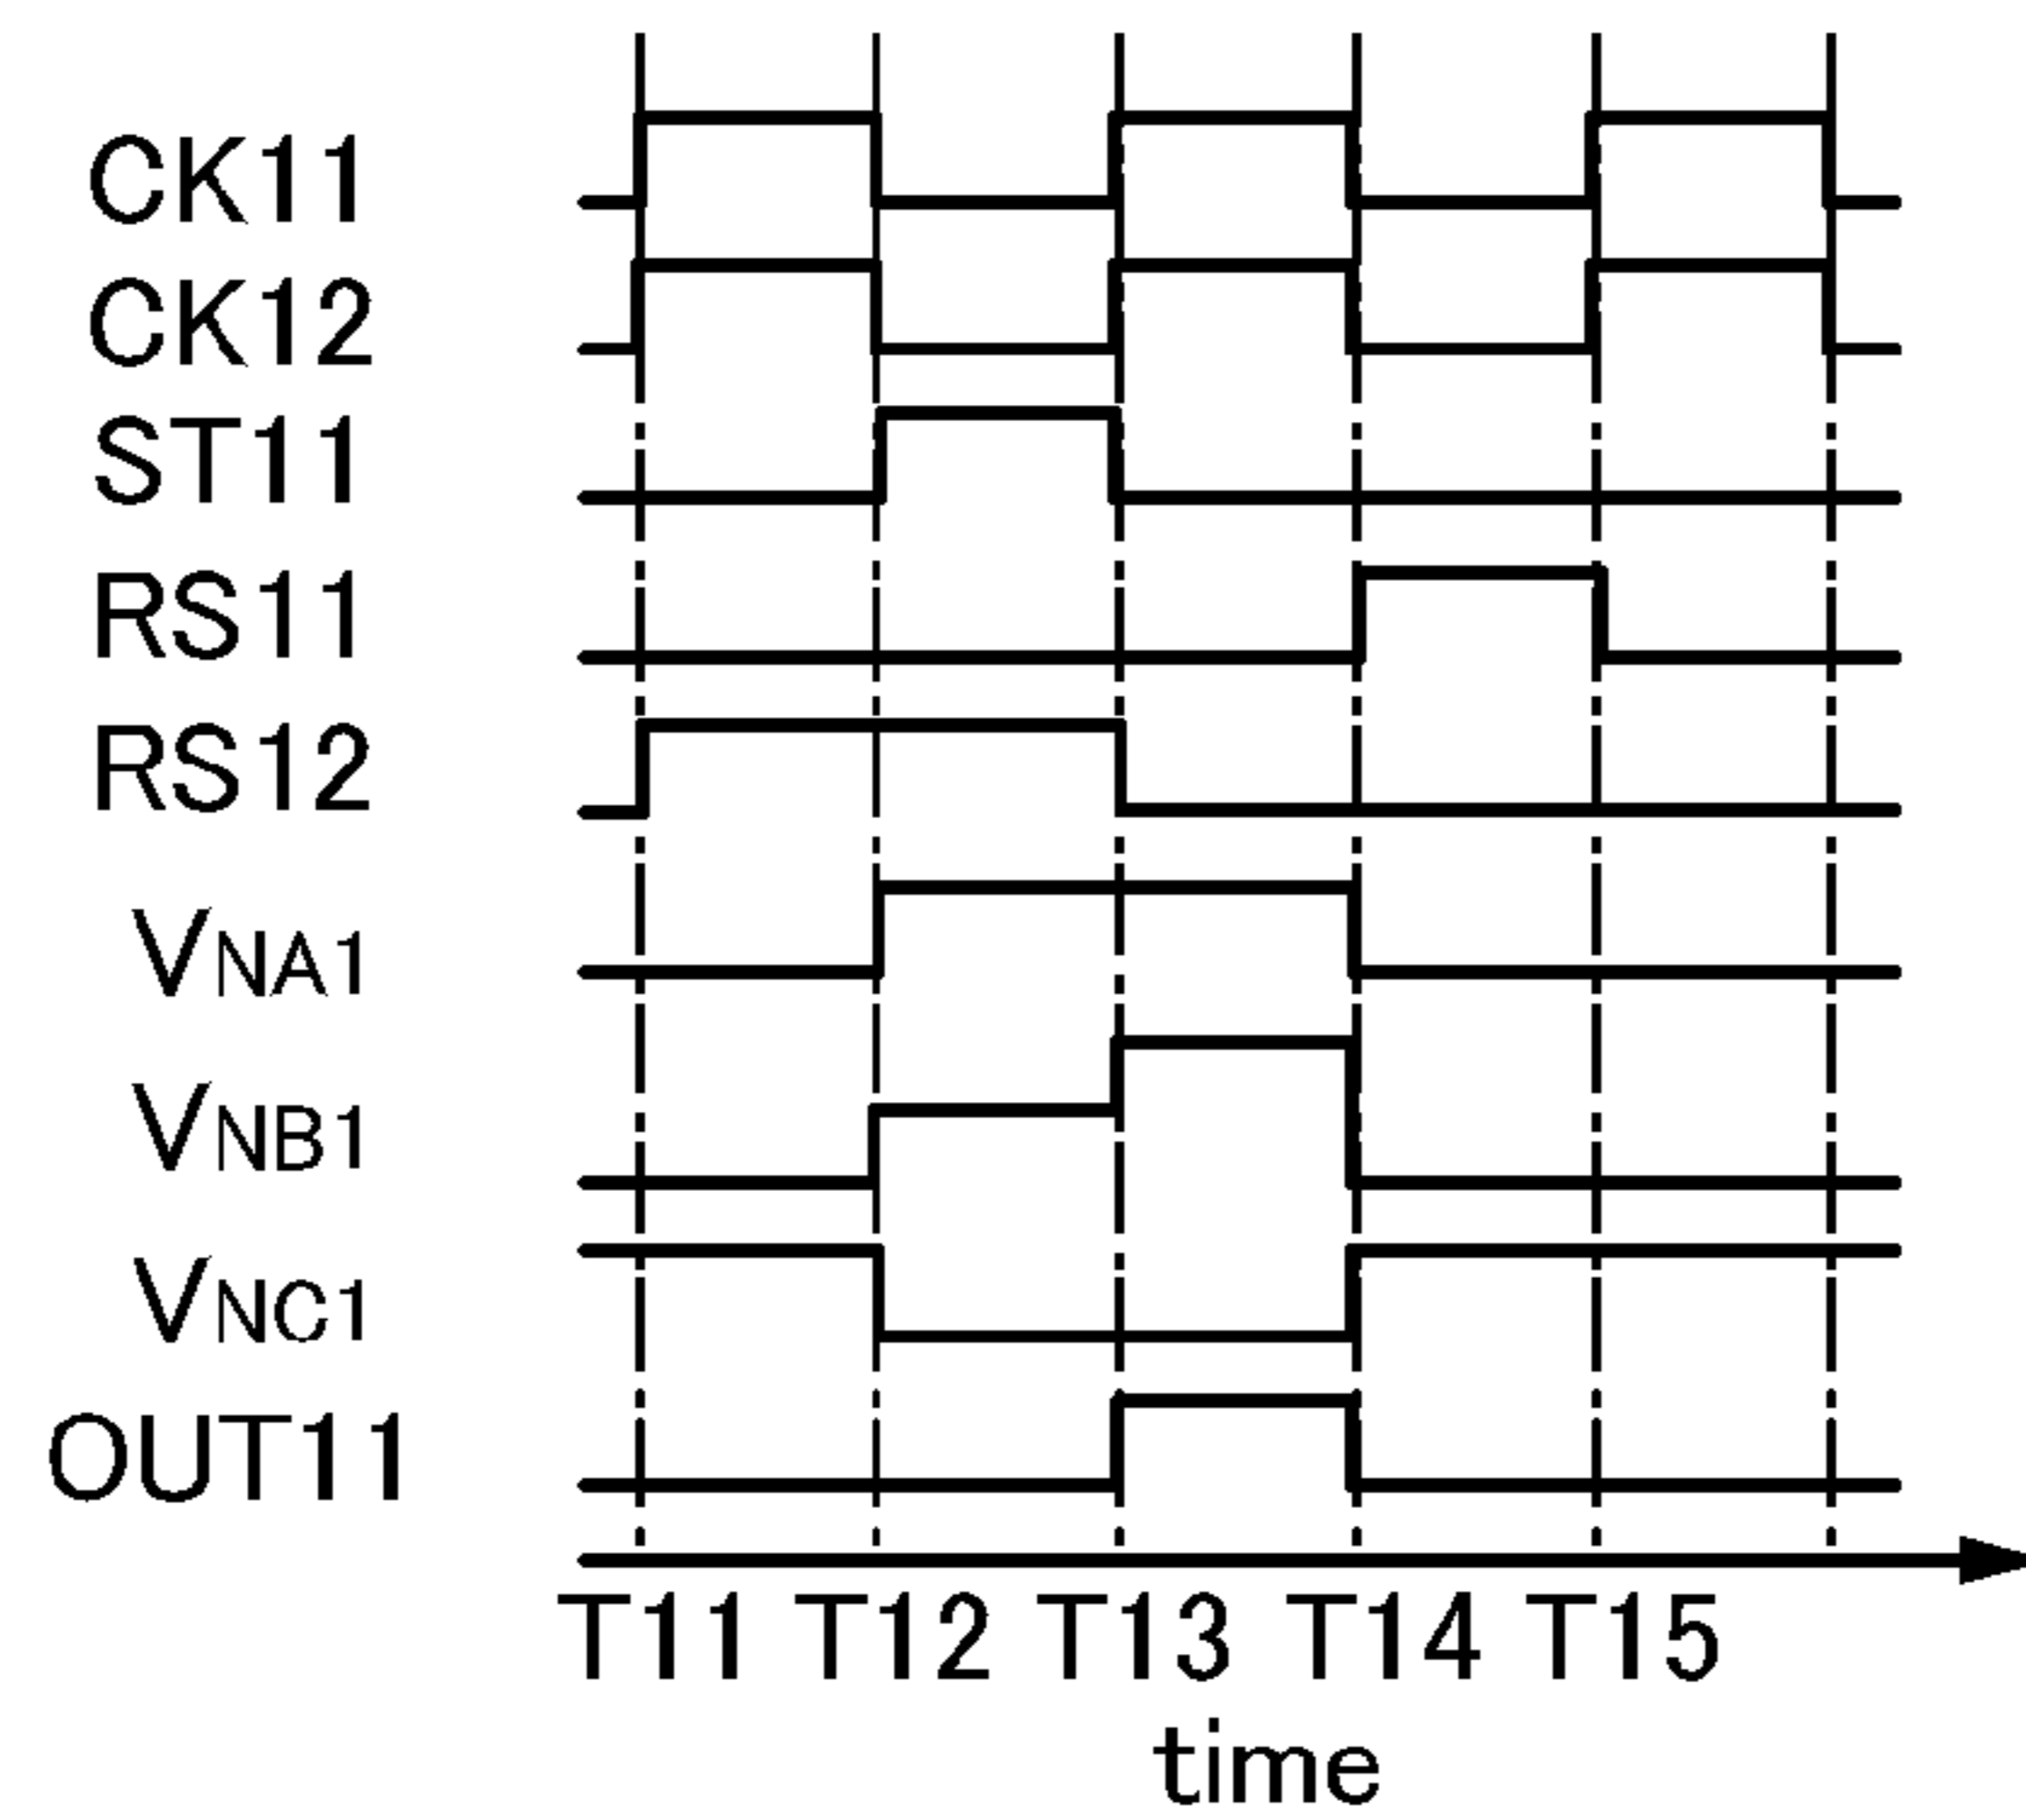 CK11
CK12
ST11
RS11
RS12
VNA1
VNB1
VNC1
OUT11
T11 T12 T13 T14 T15
time